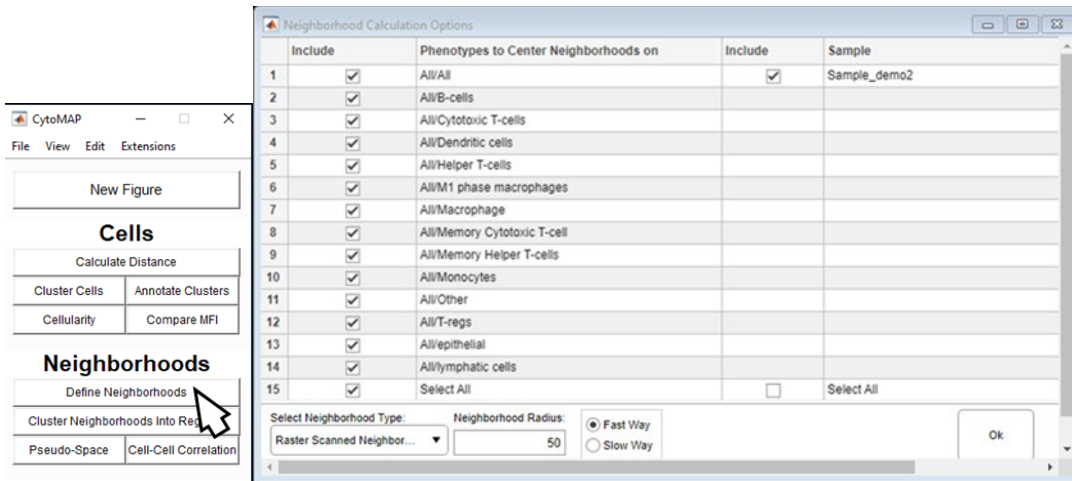 CytoMAP
File View Edit Extensions
New Figure
Cells
Calculate Distance
Cluster Cells Annotate Clusters
Cellularity Compare MFI
Neighborhoods
Define Neighborhoods
Cluster Neighborhoods Into
Pseudo-Space Cell-Cell Correlation
Neighborhood Calculation Options
Include Phenotypes to Center Neighborhoods on Include Sample
1 All/All Sample_demo2
2 All/B-cells
3 All/Cytotoxic T-cells
4 All/Dendritic cells
5 All/Helper T-cells
6 All/M1 phase macrophages
7 All/Macrophage
8 All/Memory Cytotoxic T-cell
9 All/Memory Helper T-cells
10 All/Monocytes
11 All/Other
12 All/T-regs
13 All/epithelial
14 All/lymphatic cells
15 Select All Select All
Select Neighborhood Type: Neighborhood Radius: Fast Way
Raster Scanned Neighbor... 50 Slow Way
Ok